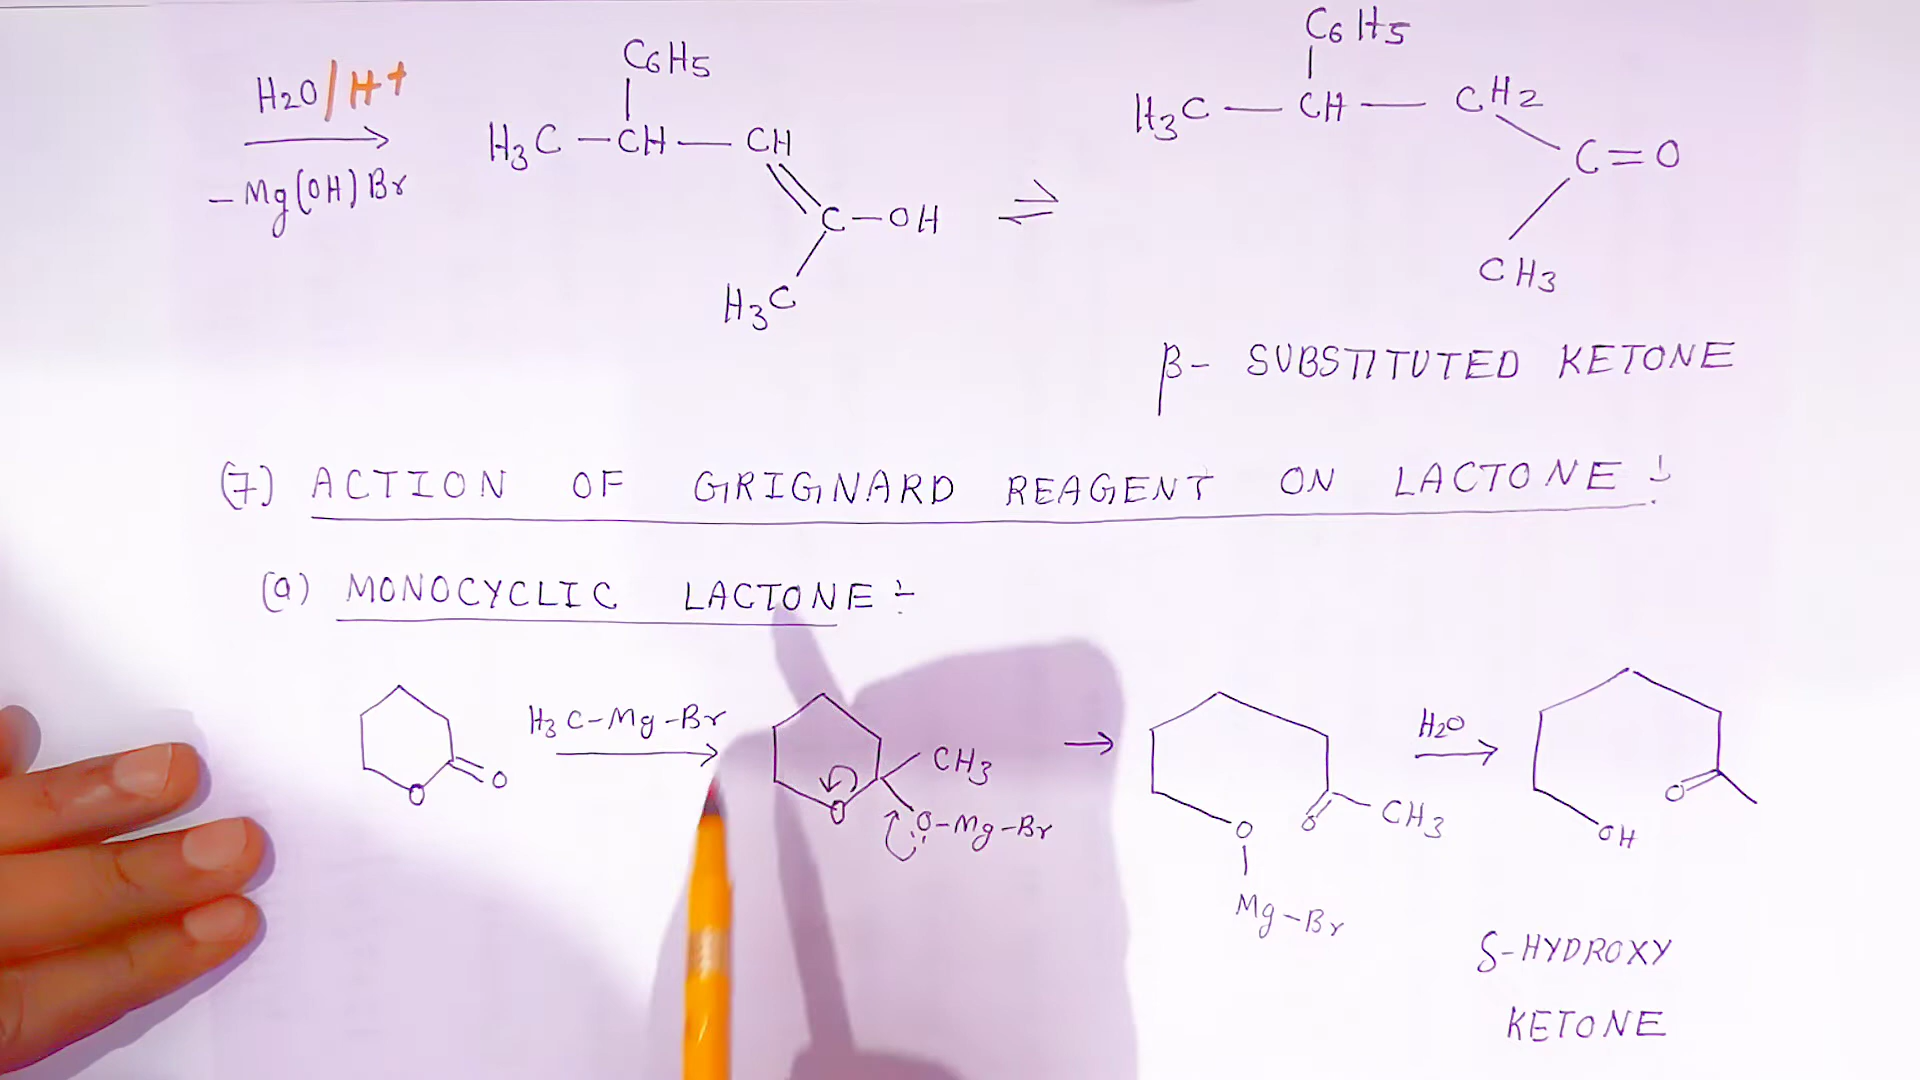 H2O/H+
-Mg(OH)Br
C6H5
H3C-CH-CH
C-OH
H3C
⇌
C6H5
H3C-CH-CH2
C=O
CH3
β- SUBSTITUTED KETONE
(7) ACTION OF GRIGNARD REAGENT ON LACTONE :-
(a) MONOCYCLIC LACTONE :-
O
O
H3C-Mg-Br
→
O
CH3
O-Mg-Br
→
O
O
CH3
Mg-Br
H2O
→
O
OH
δ-HYDROXY
KETONE